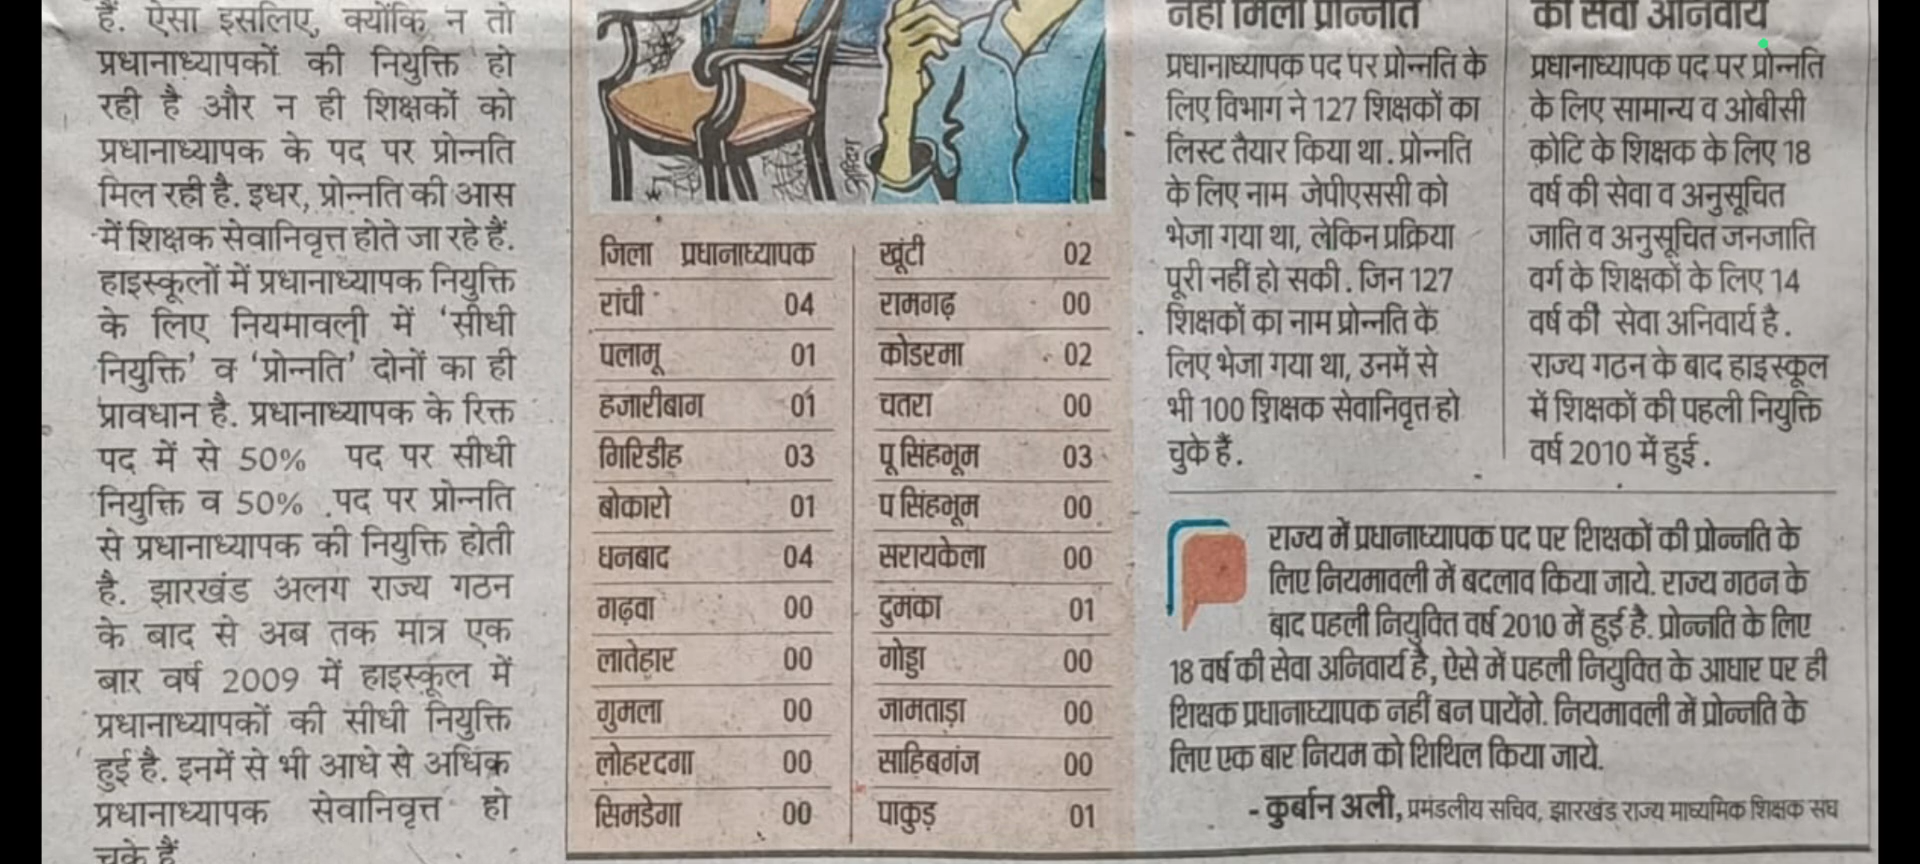 हैं. ऐसा इसलिए, क्योंकि न तो
प्रधानाध्यापकों की नियुक्ति हो
रही है और न ही शिक्षकों को
प्रधानाध्यापक के पद पर प्रोन्नति
मिल रही है. इधर, प्रोन्नति की आस
में शिक्षक सेवानिवृत्त होते जा रहे हैं.
हाइस्कूलों में प्रधानाध्यापक नियुक्ति
के लिए नियमावली में ‘सीधी
नियुक्ति’ व ‘प्रोन्नति’ दोनों का ही
प्रावधान है. प्रधानाध्यापक के रिक्त
पद में से 50% पद पर सीधी
नियुक्ति व 50% पद पर प्रोन्नति
से प्रधानाध्यापक की नियुक्ति होती
है. झारखंड अलग राज्य गठन
के बाद से अब तक मात्र एक
बार वर्ष 2009 में हाइस्कूल में
प्रधानाध्यापकों की सीधी नियुक्ति
हुई है. इनमें से भी आधे से अधिक
प्रधानाध्यापक सेवानिवृत्त हो
चुके हैं
जिला प्रधानाध्यापक
रांची 04
पलामू 01
हजारीबाग 01
गिरिडीह 03
बोकारो 01
धनबाद 04
गढ़वा 00
लातेहार 00
गुमला 00
लोहरदगा 00
सिमडेगा 00
खूंटी 02
रामगढ़ 00
कोडरमा 02
चतरा 00
पू सिंहभूम 03
प सिंहभूम 00
सरायकेला 00
दुमका 01
गोड्डा 00
जामताड़ा 00
साहिबगंज 00
पाकुड़ 01
नहीं मिली प्रोन्नति
प्रधानाध्यापक पद पर प्रोन्नति के
लिए विभाग ने 127 शिक्षकों का
लिस्ट तैयार किया था. प्रोन्नति
के लिए नाम जेपीएससी को
भेजा गया था, लेकिन प्रक्रिया
पूरी नहीं हो सकी. जिन 127
शिक्षकों का नाम प्रोन्नति के
लिए भेजा गया था, उनमें से
भी 100 शिक्षक सेवानिवृत्त हो
चुके हैं.
की सेवा अनिवार्य
प्रधानाध्यापक पद पर प्रोन्नति
के लिए सामान्य व ओबीसी
कोटि के शिक्षक के लिए 18
वर्ष की सेवा व अनुसूचित
जाति व अनुसूचित जनजाति
वर्ग के शिक्षकों के लिए 14
वर्ष की सेवा अनिवार्य है.
राज्य गठन के बाद हाइस्कूल
में शिक्षकों की पहली नियुक्ति
वर्ष 2010 में हुई.
राज्य में प्रधानाध्यापक पद पर शिक्षकों की प्रोन्नति के
लिए नियमावली में बदलाव किया जाये. राज्य गठन के
बाद पहली नियुक्ति वर्ष 2010 में हुई है. प्रोन्नति के लिए
18 वर्ष की सेवा अनिवार्य है, ऐसे में पहली नियुक्ति के आधार पर ही
शिक्षक प्रधानाध्यापक नहीं बन पायेंगे. नियमावली में प्रोन्नति के
लिए एक बार नियम को शिथिल किया जाये.
- कुर्बान अली, प्रमंडलीय सचिव, झारखंड राज्य माध्यमिक शिक्षक संघ